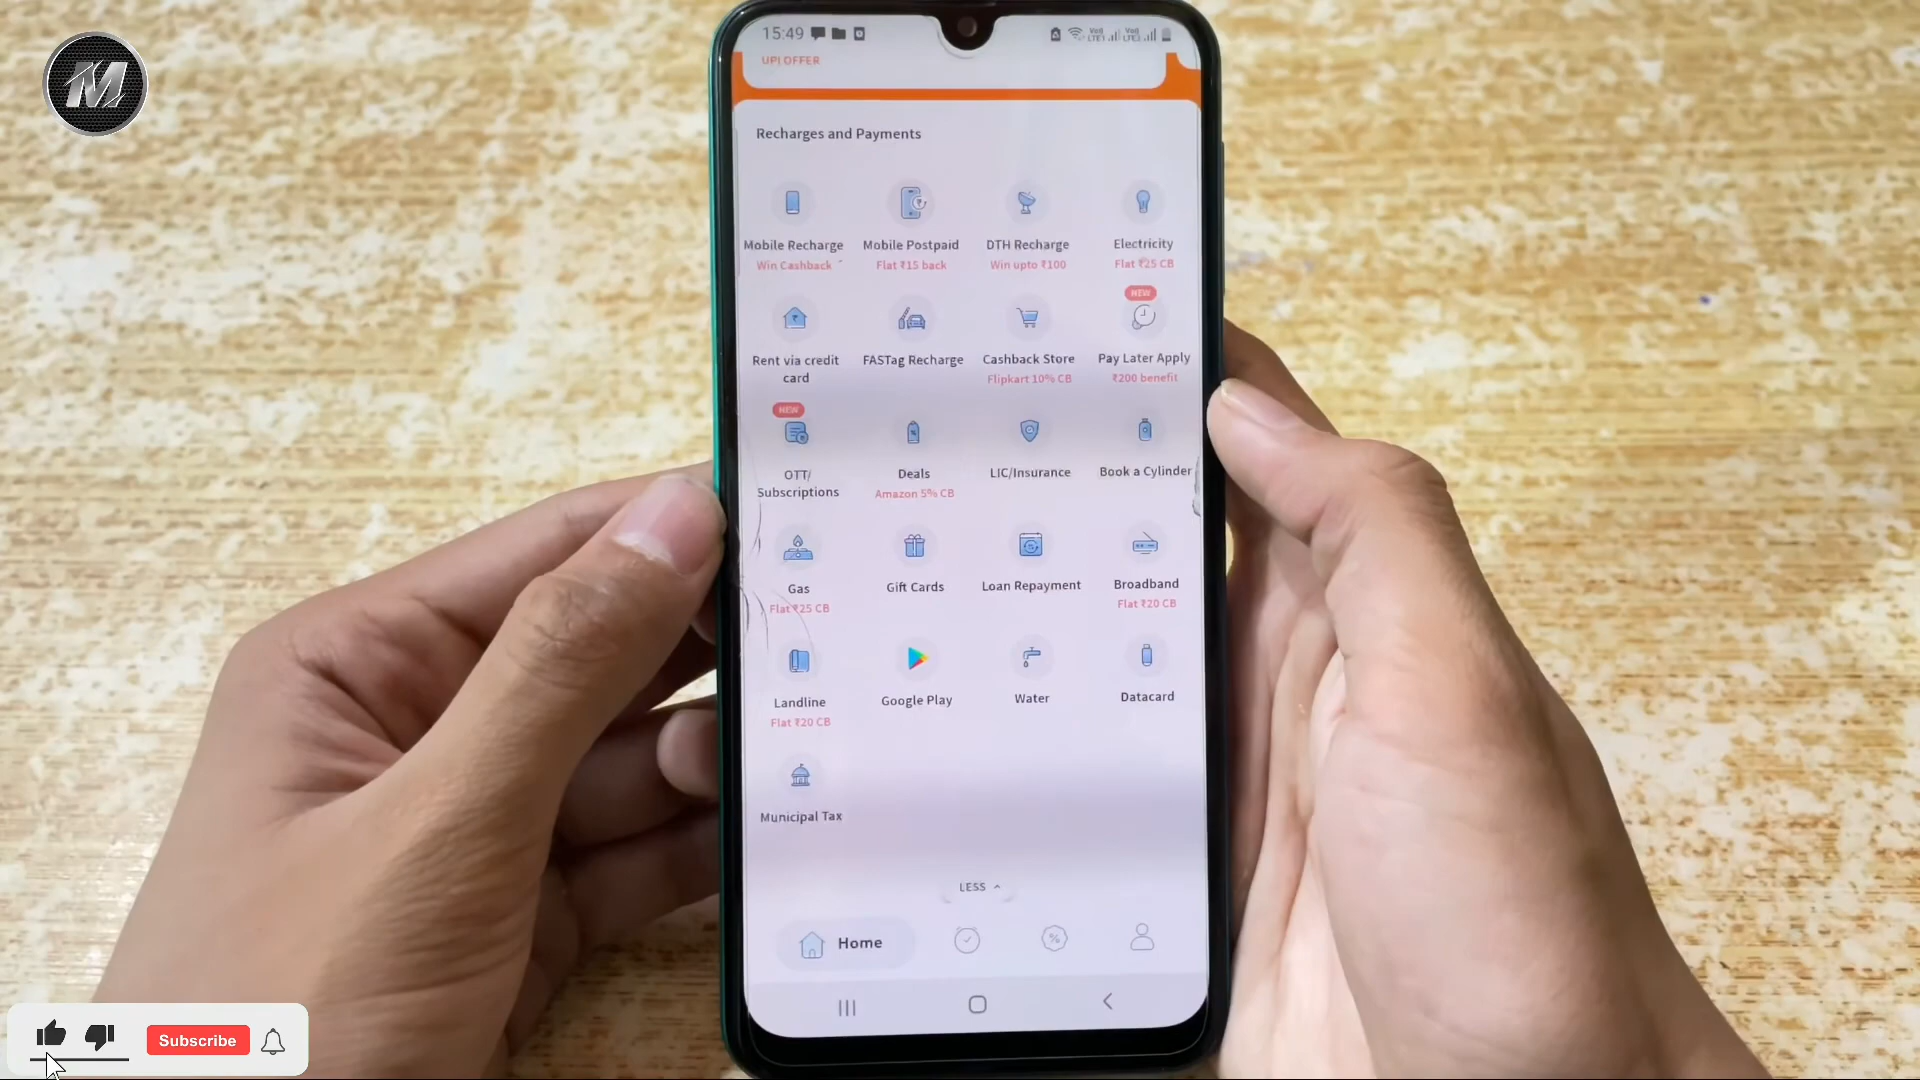 M
15:49
UPI OFFER
Recharges and Payments
Mobile Recharge
Win Cashback
Mobile Postpaid
Flat ₹15 back
DTH Recharge
Win upto ₹100
Electricity
Flat ₹25 CB
Rent via credit
card
FASTag Recharge
Cashback Store
Flipkart 10% CB
NEW
Pay Later Apply
₹200 benefit
NEW
OTT/
Subscriptions
Deals
Amazon 5% CB
LIC/Insurance
Book a Cylinder
Gas
Flat ₹25 CB
Gift Cards
Loan Repayment
Broadband
Flat ₹20 CB
Landline
Flat ₹20 CB
Google Play
Water
Datacard
Municipal Tax
LESS
Home
Subscribe